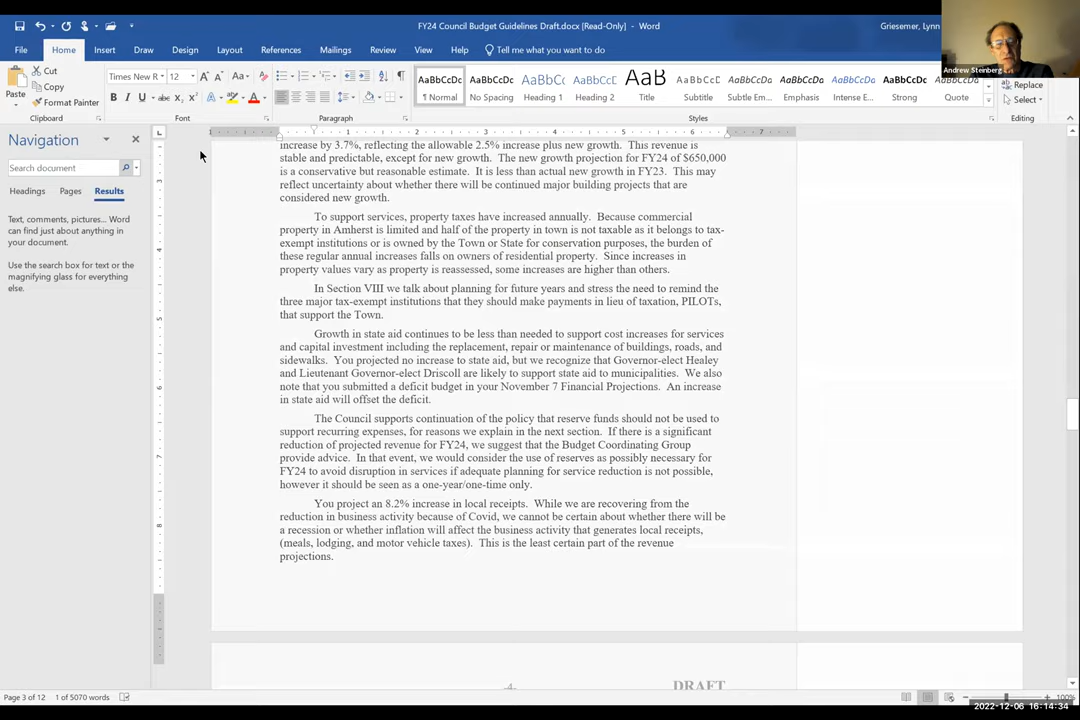 FY24 Council Budget Guidelines Draft.docx [Read-Only] - Word
Griesemer, Lynn
File Home Insert Draw Design Layout References Mailings Review View Help Tell me what you want to do
Andrew Steinberg
Paste
Cut
Copy
Format Painter
Clipboard
Times New R 12
Font
Paragraph
AaBbCcDc AaBbCcDc AaBbCc AaBbCc AaB AaBbCcD AaBbCcDc AaBbCcDc AaBbCcDc AaBbCcDc AaBbCcDc
¶ Normal No Spacing Heading 1 Heading 2 Title Subtitle Subtle Em... Emphasis Intense E... Strong Quote
Styles
Replace
Select
Editing
Navigation
Search document
Headings Pages Results
Text, comments, pictures... Word
can find just about anything in
your document.
Use the search box for text or the
magnifying glass for everything
else.
increase by 3.7%, reflecting the allowable 2.5% increase plus new growth. This revenue is
stable and predictable, except for new growth. The new growth projection for FY24 of $650,000
is a conservative but reasonable estimate. It is less than actual new growth in FY23. This may
reflect uncertainty about whether there will be continued major building projects that are
considered new growth.
To support services, property taxes have increased annually. Because commercial
property in Amherst is limited and half of the property in town is not taxable as it belongs to tax-
exempt institutions or is owned by the Town or State for conservation purposes, the burden of
these regular annual increases falls on owners of residential property. Since increases in
property values vary as property is reassessed, some increases are higher than others.
In Section VIII we talk about planning for future years and stress the need to remind the
three major tax-exempt institutions that they should make payments in lieu of taxation, PILOTs,
that support the Town.
Growth in state aid continues to be less than needed to support cost increases for services
and capital investment including the replacement, repair or maintenance of buildings, roads, and
sidewalks. You projected no increase to state aid, but we recognize that Governor-elect Healey
and Lieutenant Governor-elect Driscoll are likely to support state aid to municipalities. We also
note that you submitted a deficit budget in your November 7 Financial Projections. An increase
in state aid will offset the deficit.
The Council supports continuation of the policy that reserve funds should not be used to
support recurring expenses, for reasons we explain in the next section. If there is a significant
reduction of projected revenue for FY24, we suggest that the Budget Coordinating Group
provide advice. In that event, we would consider the use of reserves as possibly necessary for
FY24 to avoid disruption in services if adequate planning for service reduction is not possible,
however it should be seen as a one-year/one-time only.
You project an 8.2% increase in local receipts. While we are recovering from the
reduction in business activity because of Covid, we cannot be certain about whether there will be
a recession or whether inflation will affect the business activity that generates local receipts,
(meals, lodging, and motor vehicle taxes). This is the least certain part of the revenue
projections.
-4-
DRAFT
Page 3 of 12 1 of 5070 words
100%
2022-12-06 16:14:34